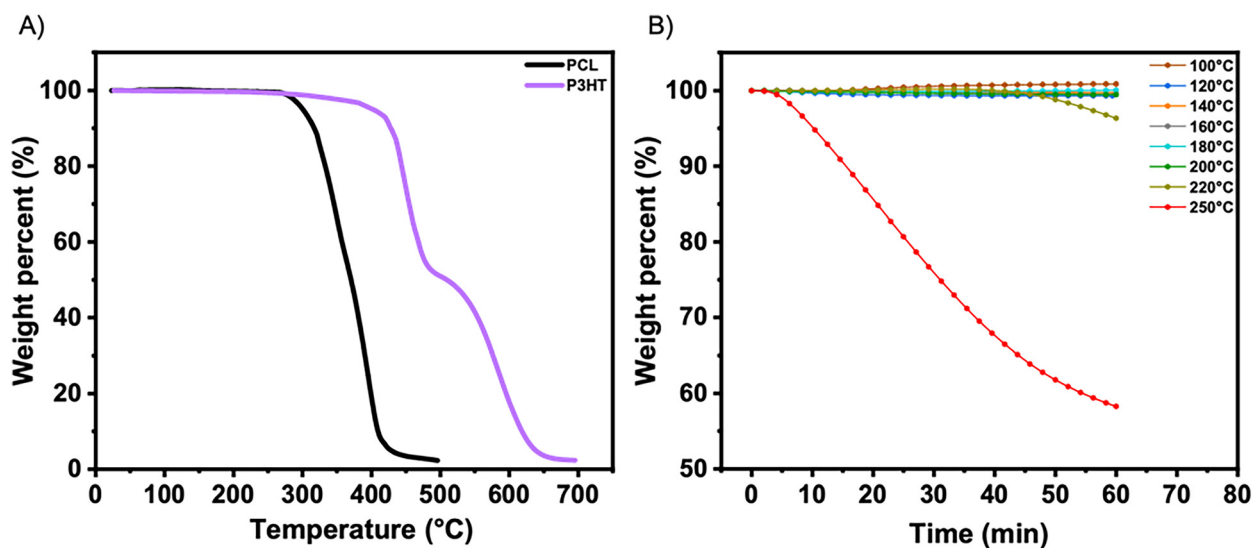 A)
PCL
P3HT
100
80
60
40
20
0
Weight percent (%)
0 100 200 300 400 500 600 700
Temperature (°C)
B)
100°C
120°C
140°C
160°C
180°C
200°C
220°C
250°C
100
90
80
70
60
50
Weight percent (%)
0 10 20 30 40 50 60 70 80
Time (min)